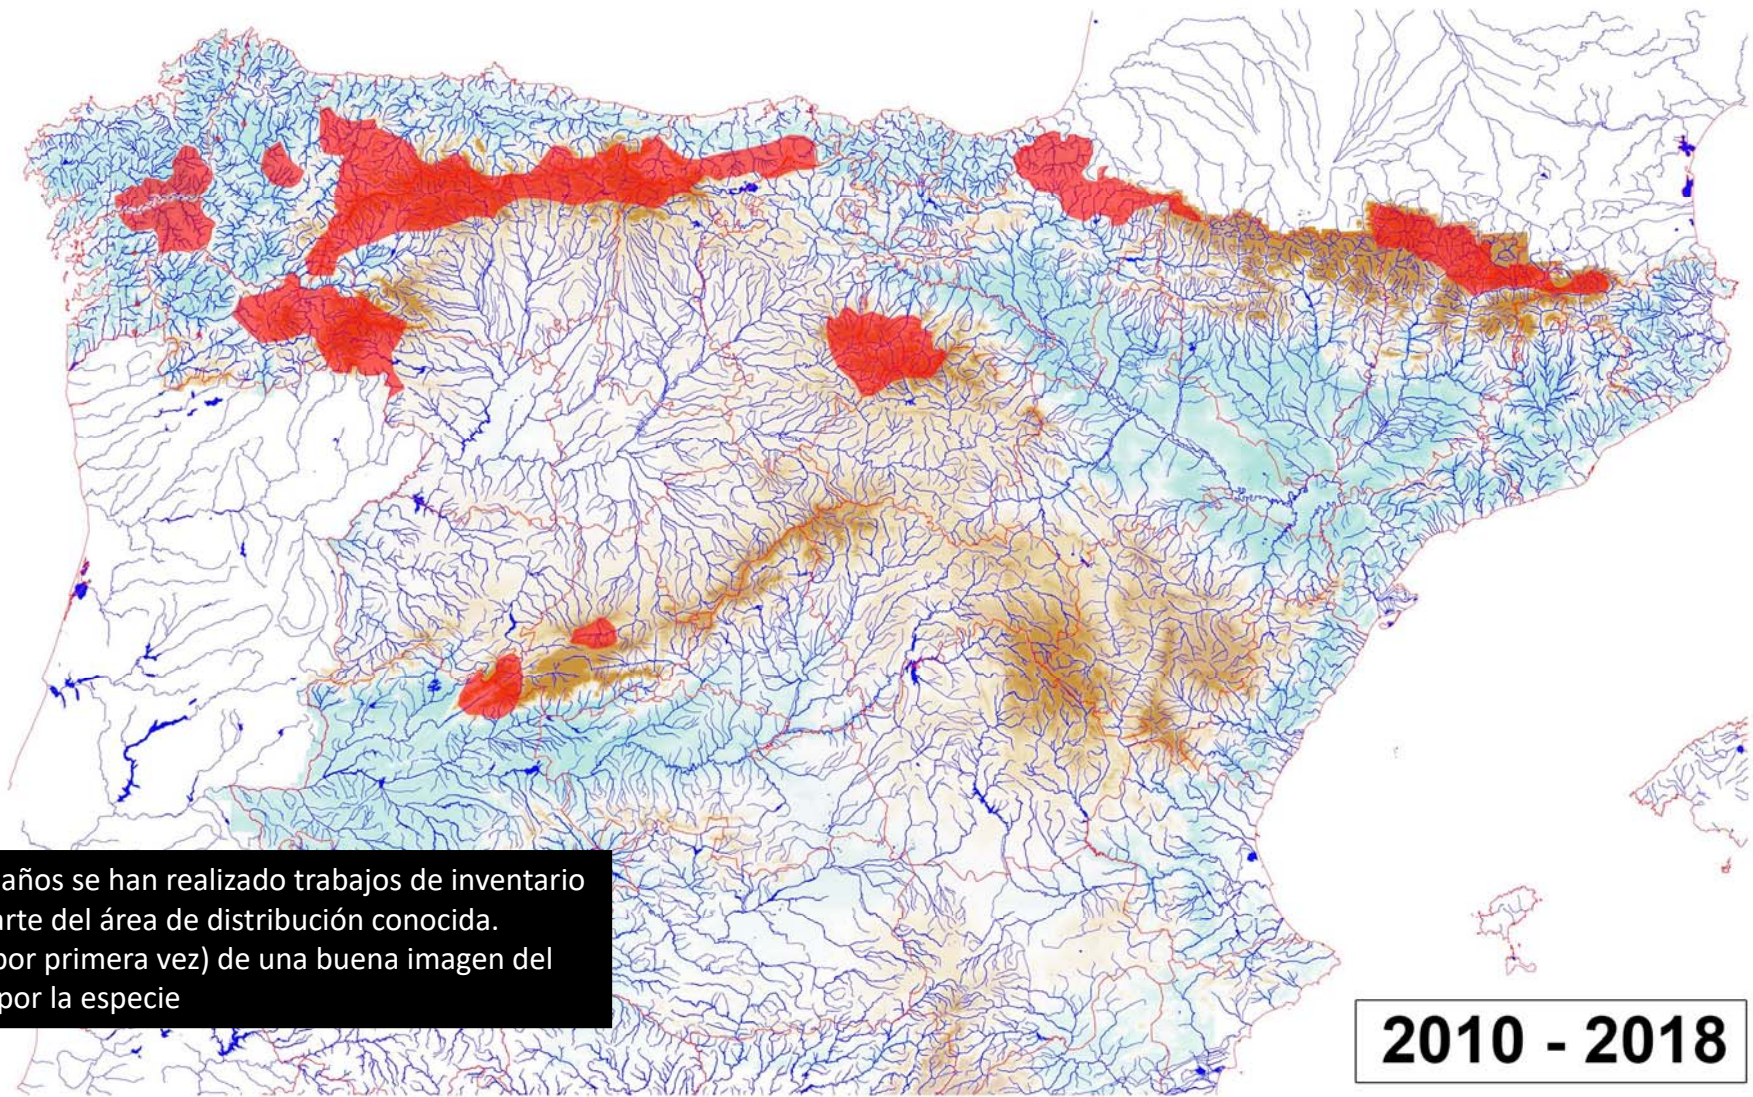 años se han realizado trabajos de inventario
arte del área de distribución conocida.
por primera vez) de una buena imagen del
por la especie
2010 - 2018